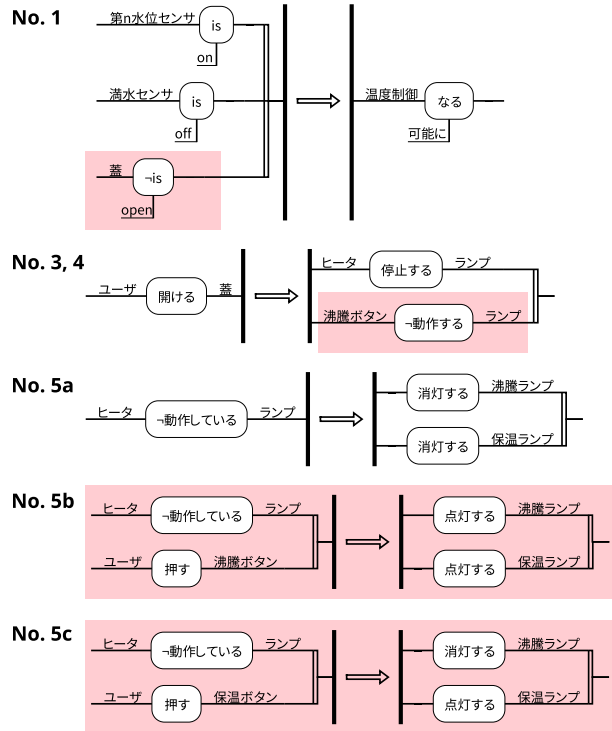 No. 1
第n水位センサ is
on
満水センサ is 温度制御 なる
off 可能に
蓋 ¬is
open
No. 3, 4
ヒータ 停止する ランプ
ユーザ 開ける 蓋
沸騰ボタン ¬動作する ランプ
No. 5a
消灯する 沸騰ランプ
ヒータ ¬動作している ランプ
消灯する 保温ランプ
No. 5b
ヒータ ¬動作している ランプ 点灯する 沸騰ランプ
ユーザ 押す 沸騰ボタン 点灯する 保温ランプ
No. 5c
ヒータ ¬動作している ランプ 消灯する 沸騰ランプ
ユーザ 押す 保温ボタン 点灯する 保温ランプ